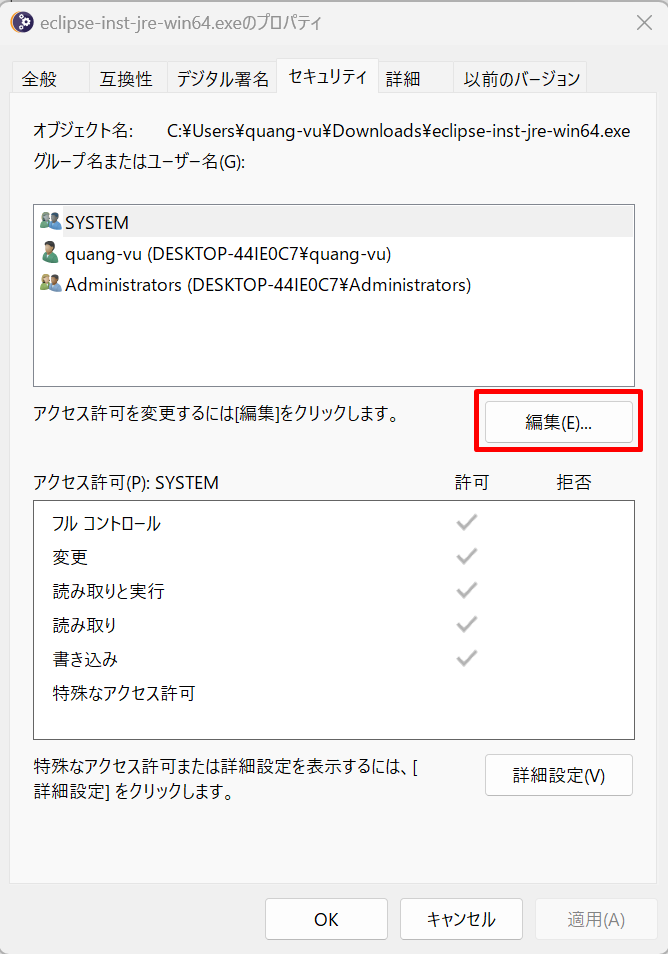 eclipse-inst-jre-win64.exeのプロパティ
全般 互換性 デジタル署名 セキュリティ 詳細 以前のバージョン
オブジェクト名: C:¥Users¥quang-vu¥Downloads¥eclipse-inst-jre-win64.exe
グループ名またはユーザー名(G):
SYSTEM
quang-vu (DESKTOP-44IE0C7¥quang-vu)
Administrators (DESKTOP-44IE0C7¥Administrators)
アクセス許可を変更するには[編集]をクリックします。 編集(E)...
アクセス許可(P): SYSTEM 許可 拒否
フル コントロール
変更
読み取りと実行
読み取り
書き込み
特殊なアクセス許可
特殊なアクセス許可または詳細設定を表示するには、[
詳細設定] をクリックします。 詳細設定(V)
OK キャンセル 適用(A)